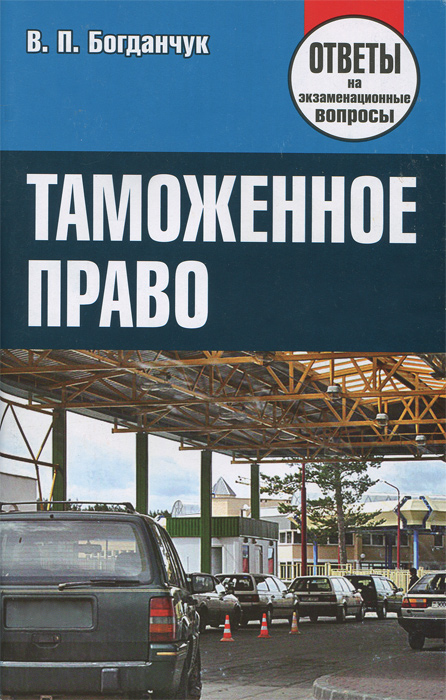 В. П. Богданчук
ОТВЕТЫ
на
экзаменационные
вопросы
ТАМОЖЕННОЕ
ПРАВО